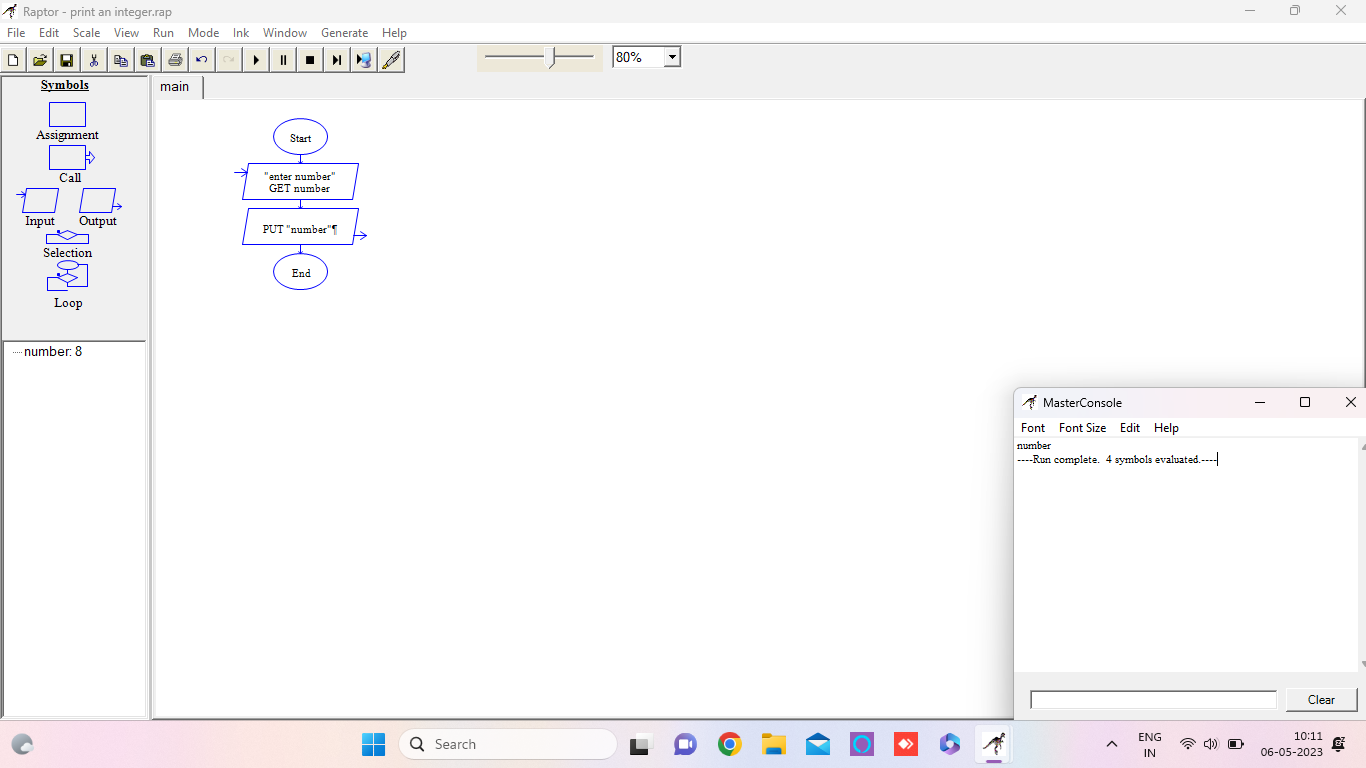 Raptor - print an integer.rap
File Edit Scale View Run Mode Ink Window Generate Help
80%
Symbols
Assignment
Call
Input Output
Selection
Loop
number: 8
main
Start
"enter number"
GET number
PUT "number"¶
End
MasterConsole
Font Font Size Edit Help
number
----Run complete. 4 symbols evaluated.----
Clear
Search
ENG
IN
10:11
06-05-2023